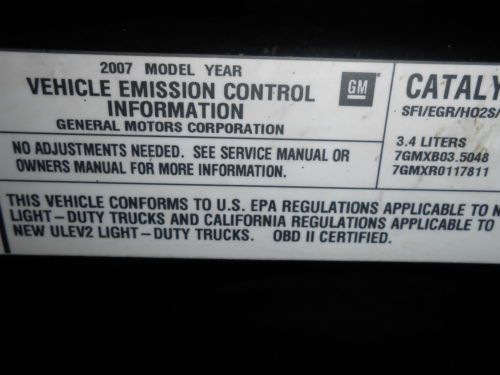 2007 MODEL YEAR
VEHICLE EMISSION CONTROL
INFORMATION
GENERAL MOTORS CORPORATION
GM
CATALY
SFI/EGR/HO2S/
NO ADJUSTMENTS NEEDED. SEE SERVICE MANUAL OR
OWNERS MANUAL FOR MORE INFORMATION.
3.4 LITERS
7GMXB03.5048
7GMXR0117811
THIS VEHICLE CONFORMS TO U.S. EPA REGULATIONS APPLICABLE TO N
LIGHT-DUTY TRUCKS AND CALIFORNIA REGULATIONS APPLICABLE TO
NEW ULEV2 LIGHT-DUTY TRUCKS. OBD II CERTIFIED.